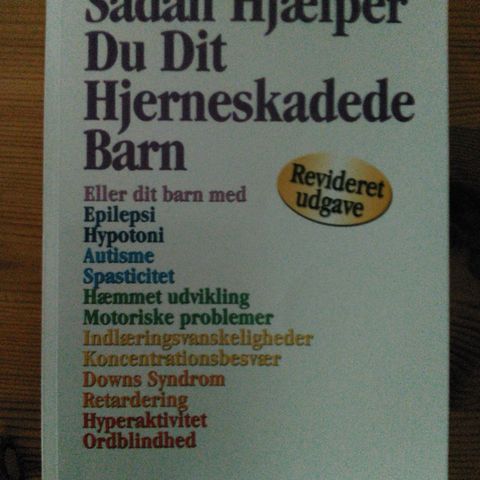 Sådan Hjælper
Du Dit
Hjerneskadede
Barn
Revideret
udgave
Eller dit barn med
Epilepsi
Hypotoni
Autisme
Spasticitet
Hæmmet udvikling
Motoriske problemer
Indlæringsvanskeligheder
Koncentrationsbesvær
Downs Syndrom
Retardering
Hyperaktivitet
Ordblindhed